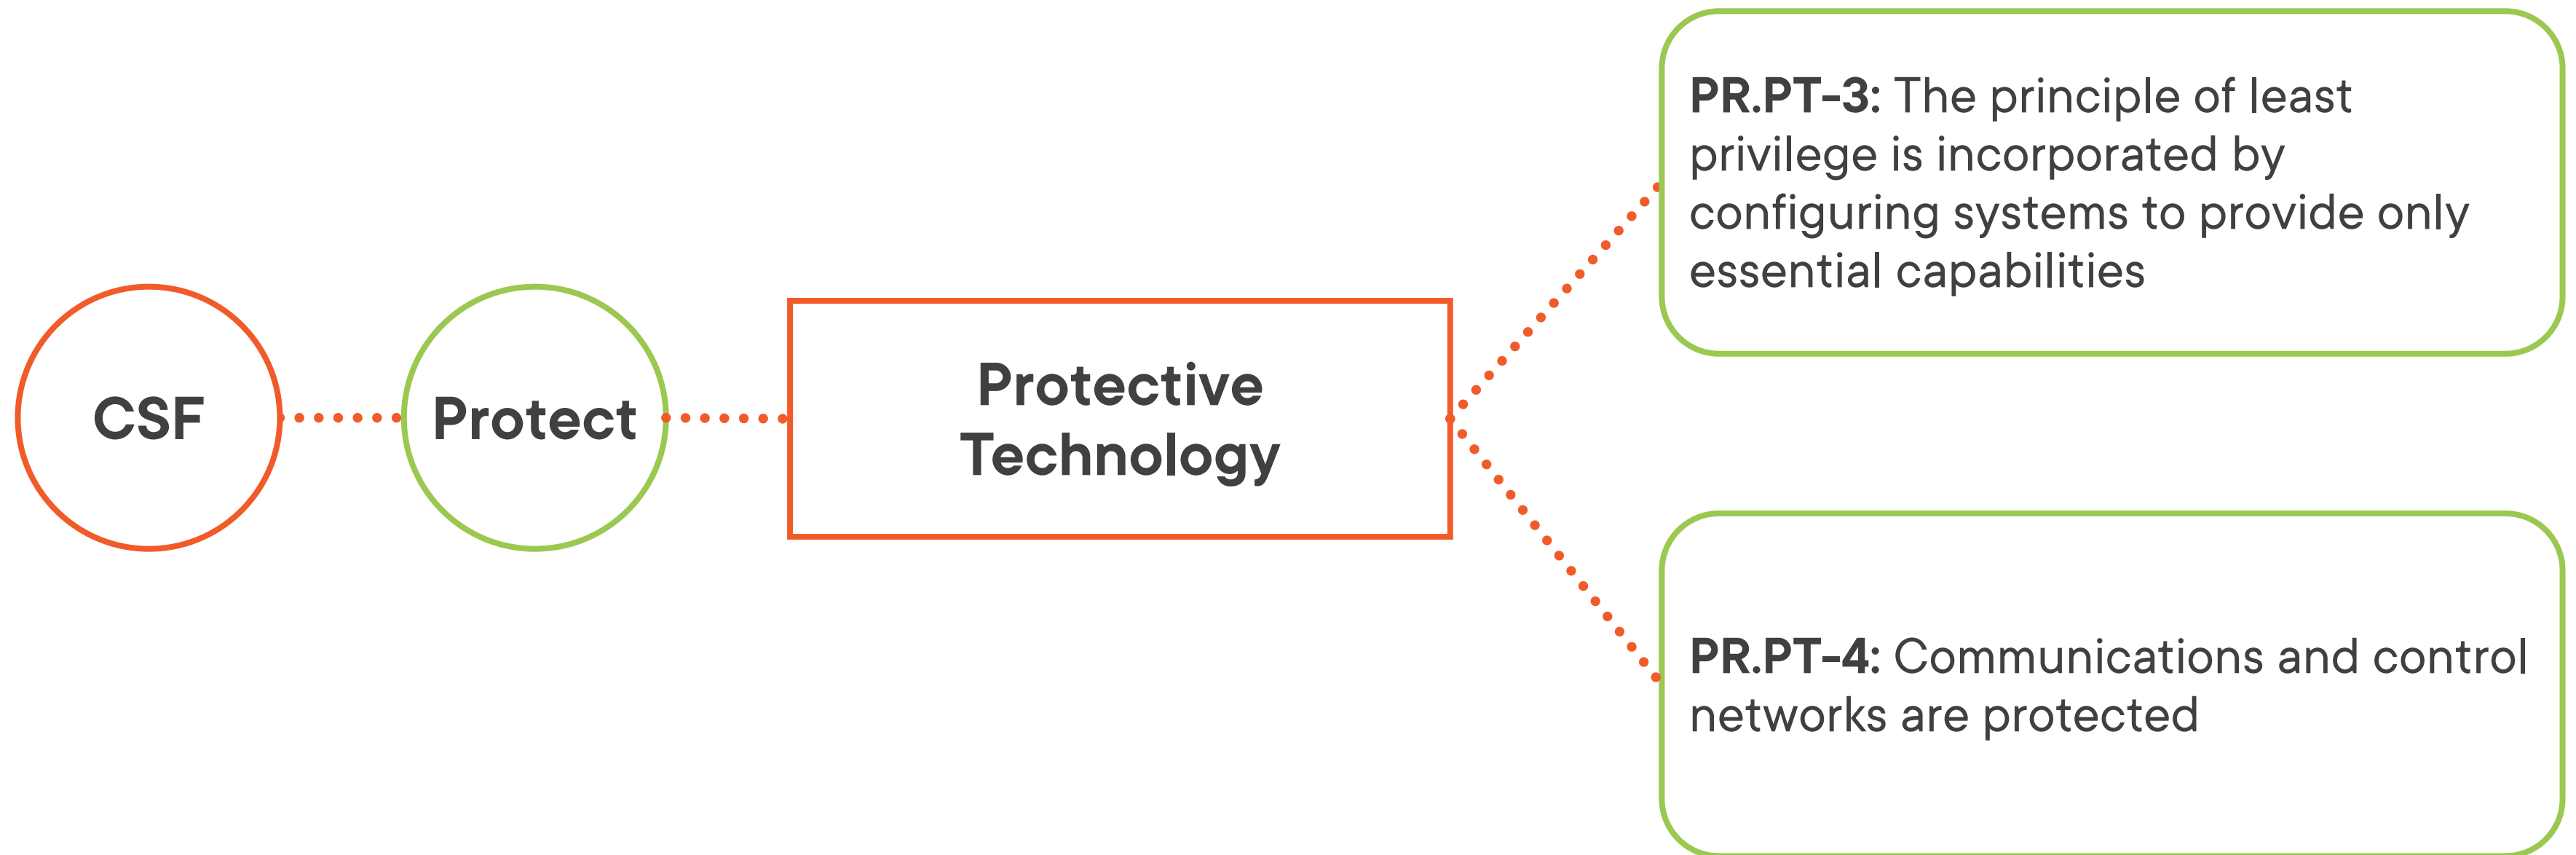 CSF
Protect
Protective
Technology
PR.PT-3: The principle of least
privilege is incorporated by
configuring systems to provide only
essential capabilities
PR.PT-4: Communications and control
networks are protected